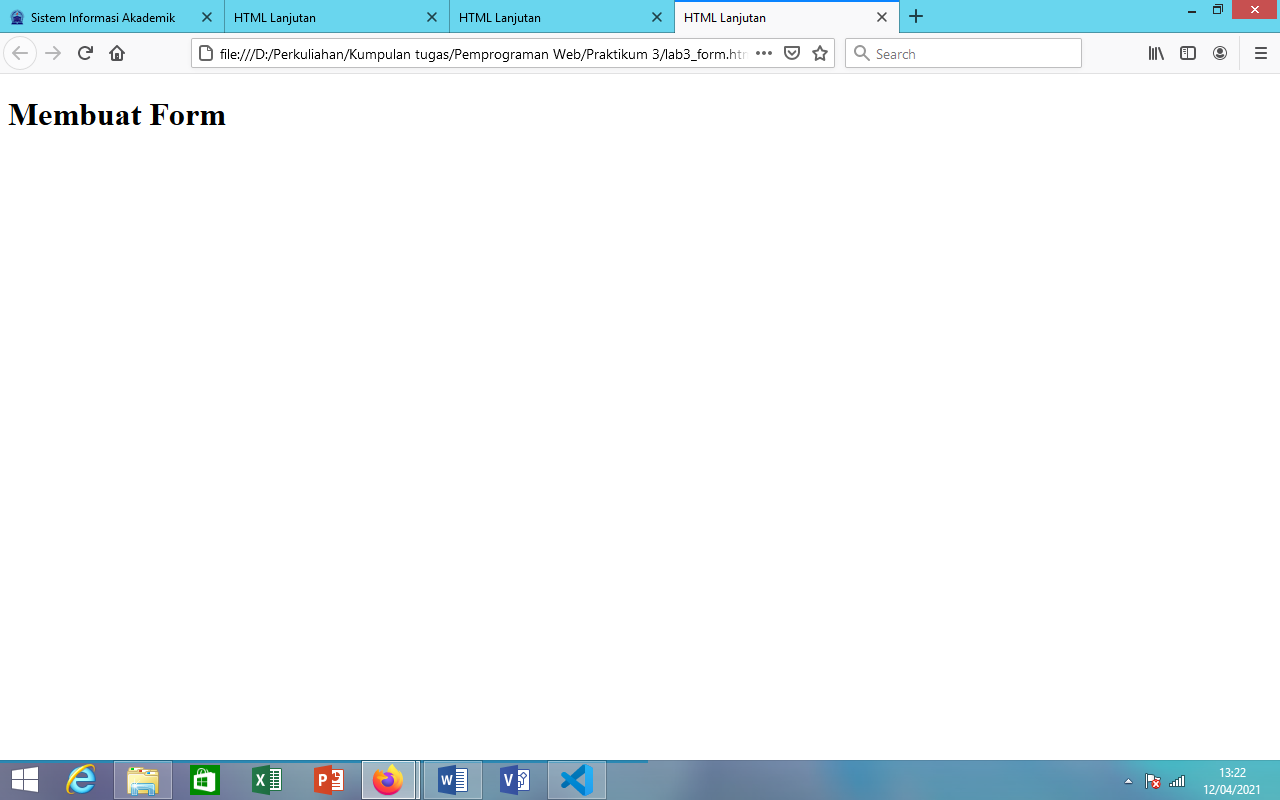 Sistem Informasi Akademik
HTML Lanjutan
HTML Lanjutan
HTML Lanjutan
file:///D:/Perkuliahan/Kumpulan tugas/Pemprograman Web/Praktikum 3/lab3_form.htm
Search
Membuat Form
13:22
12/04/2021